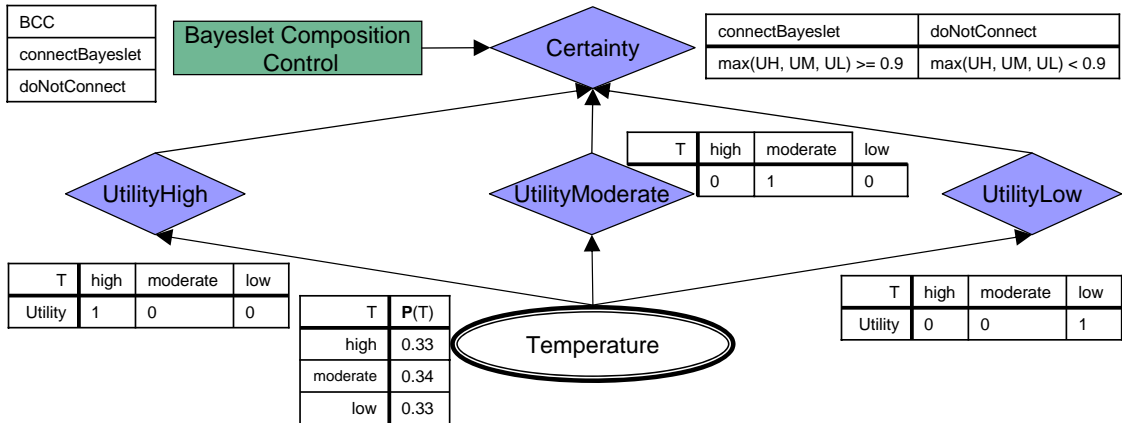 BCC
connectBayeslet
doNotConnect
Bayeslet Composition
Control
Certainty
connectBayeslet doNotConnect
max(UH, UM, UL) >= 0.9 max(UH, UM, UL) < 0.9
UtilityHigh
UtilityModerate
T high moderate low
0 1 0
UtilityLow
T high moderate low
Utility 1 0 0
T P(T)
high 0.33
moderate 0.34
low 0.33
Temperature
T high moderate low
Utility 0 0 1